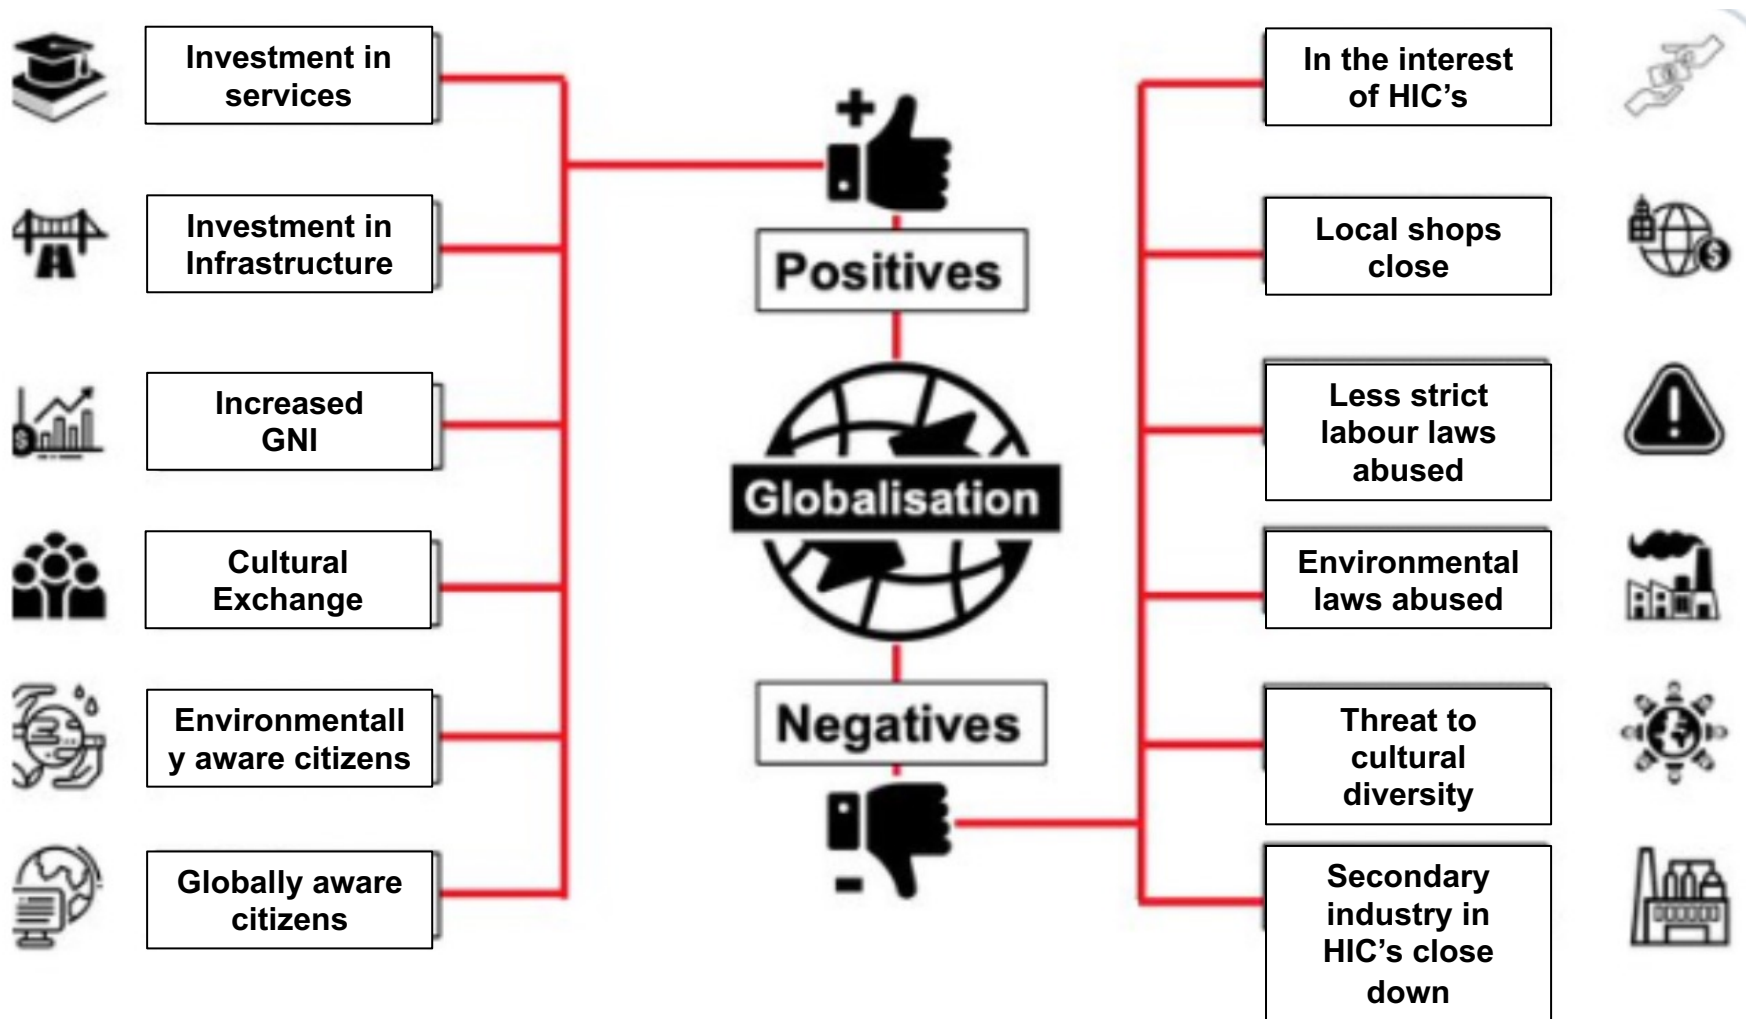 Investment in
services
Investment in
Infrastructure
Increased
GNI
Cultural
Exchange
Environmentall
y aware citizens
Globally aware
citizens
+
Positives
Globalisation
Negatives
-
In the interest
of HIC’s
$
Local shops
close
$
Less strict
labour laws
abused
!
Environmental
laws abused
Threat to
cultural
diversity
Secondary
industry in
HIC’s close
down